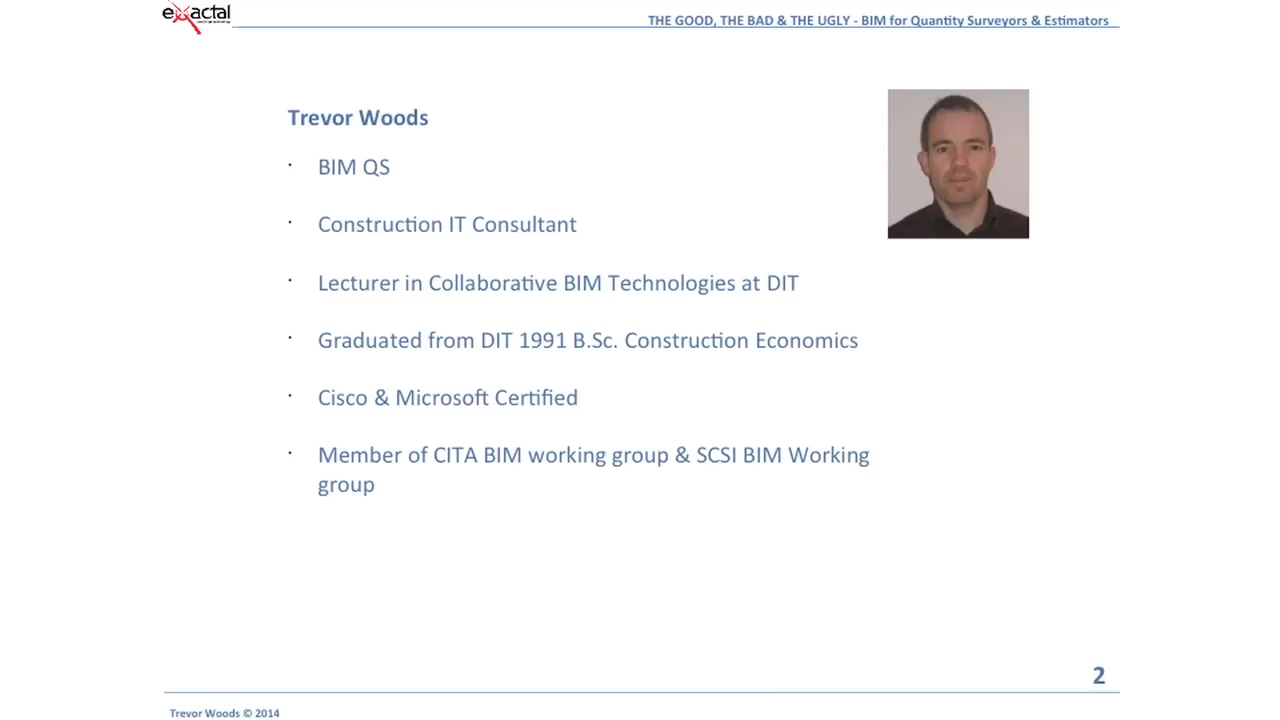 exactal
THE GOOD, THE BAD & THE UGLY - BIM for Quantity Surveyors & Estimators
Trevor Woods
· BIM QS
· Construction IT Consultant
· Lecturer in Collaborative BIM Technologies at DIT
· Graduated from DIT 1991 B.Sc. Construction Economics
· Cisco & Microsoft Certified
· Member of CITA BIM working group & SCSI BIM Working
group
2
Trevor Woods © 2014